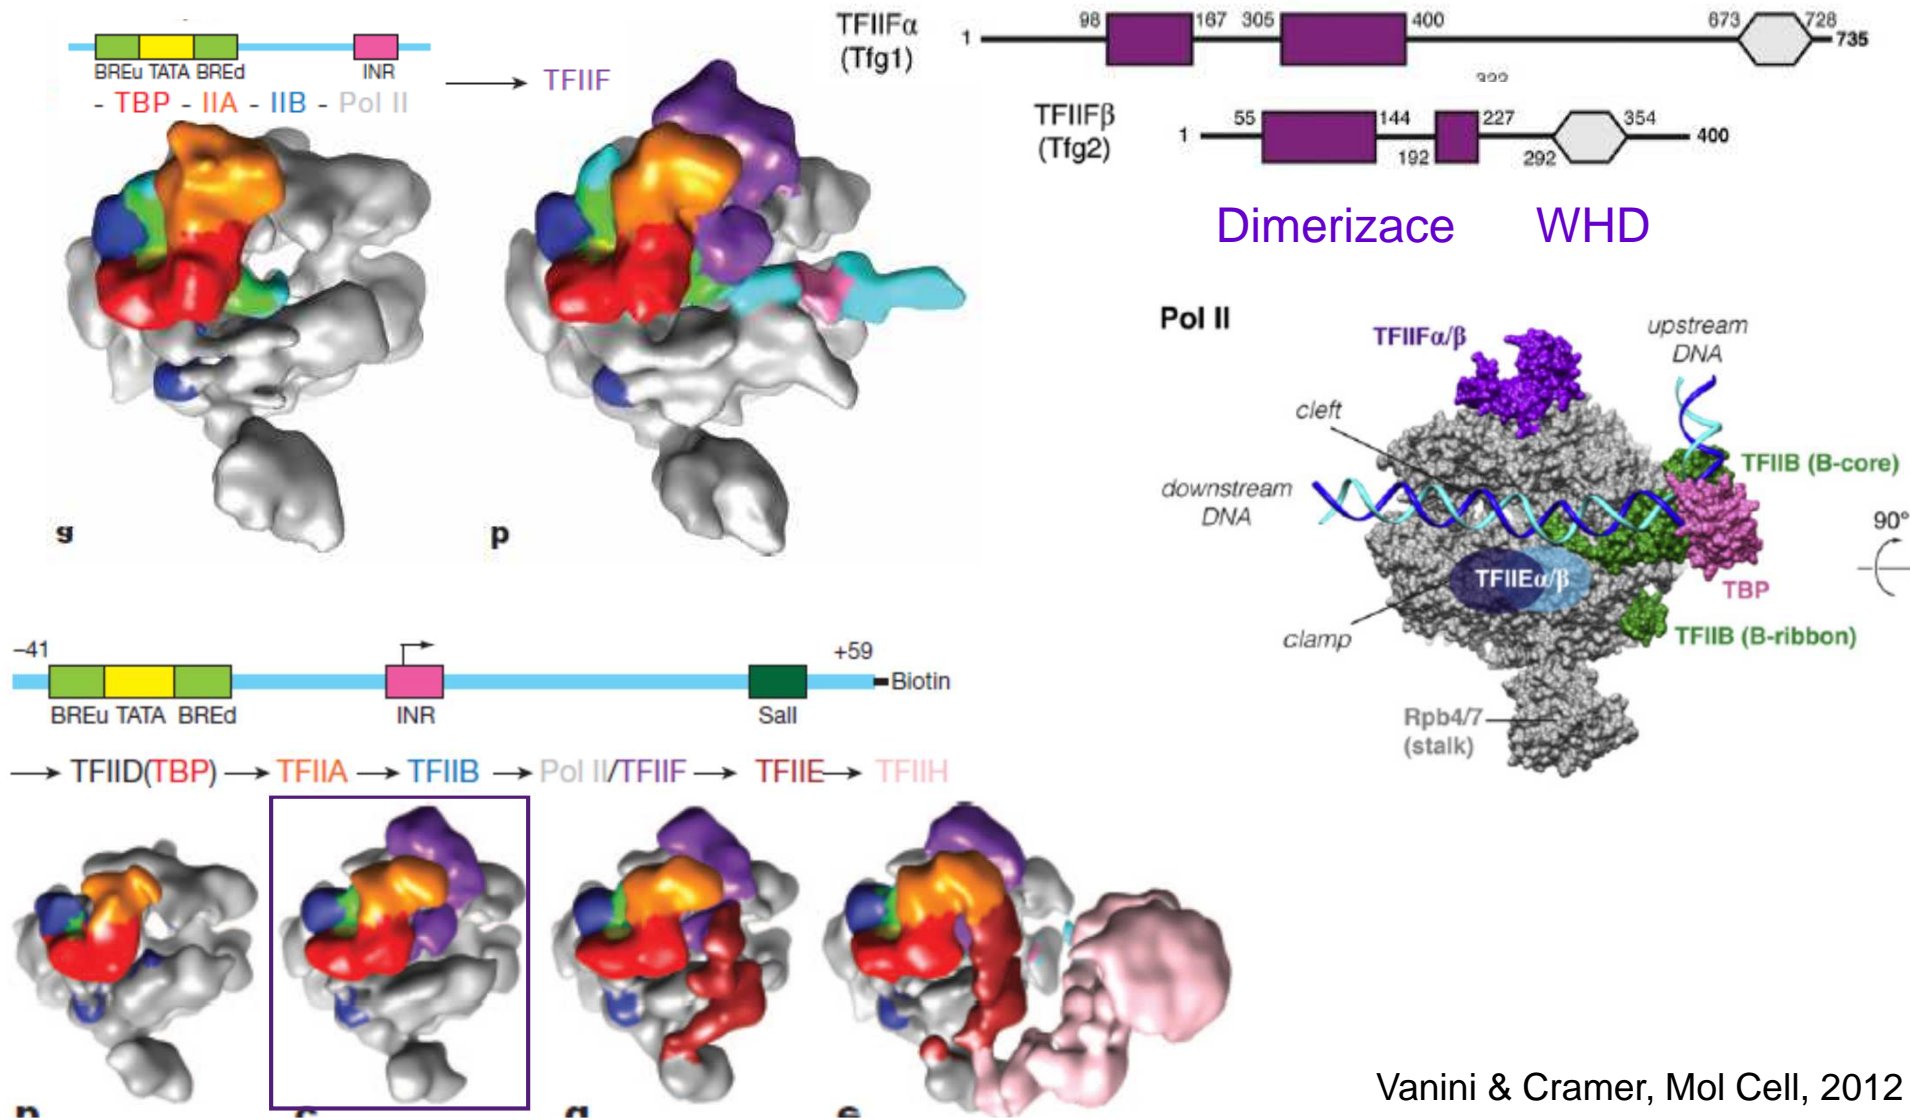 BREu TATA BREd INR
- TBP - IIA - IIB - Pol II
TFIIF
TFIIFα
(Tfg1)
1 98 167 305 400 673 728 735
TFIIFβ
(Tfg2)
1 55 144 192 227 292 354 400
Dimerizace WHD
Pol II
TFIIFα/β
upstream
DNA
cleft
TFIIB (B-core)
downstream
DNA
90°
TFIIEα/β
TBP
clamp
TFIIB (B-ribbon)
Rpb4/7
(stalk)
−41 +59
Biotin
BREu TATA BREd INR SalI
TFIID(TBP) TFIIA TFIIB Pol II/TFIIF TFIIE TFIIH
Vanini & Cramer, Mol Cell, 2012